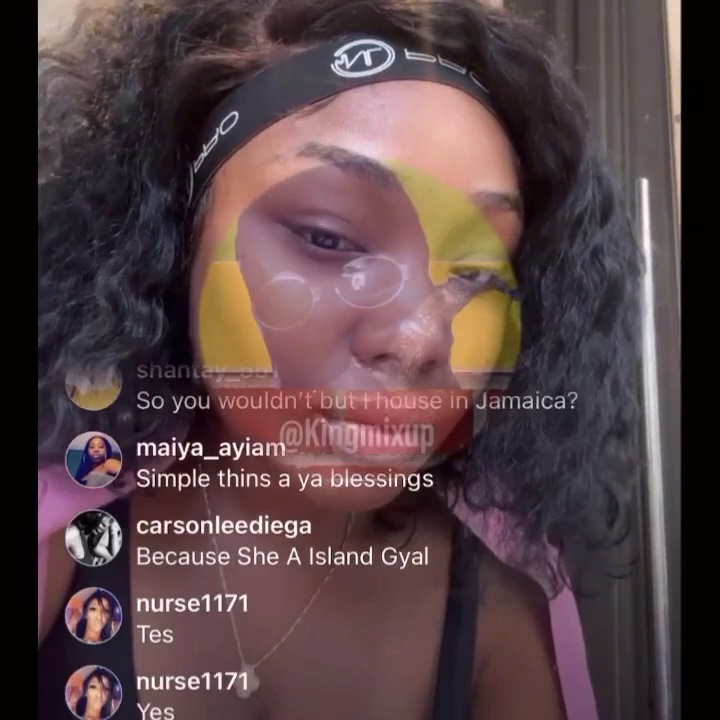 shantay_
So you wouldn't but I house in Jamaica?
@Kingmixup
maiya_ayiam
Simple thins a ya blessings
carsonleediega
Because She A Island Gyal
nurse1171
Tes
nurse1171
Yes